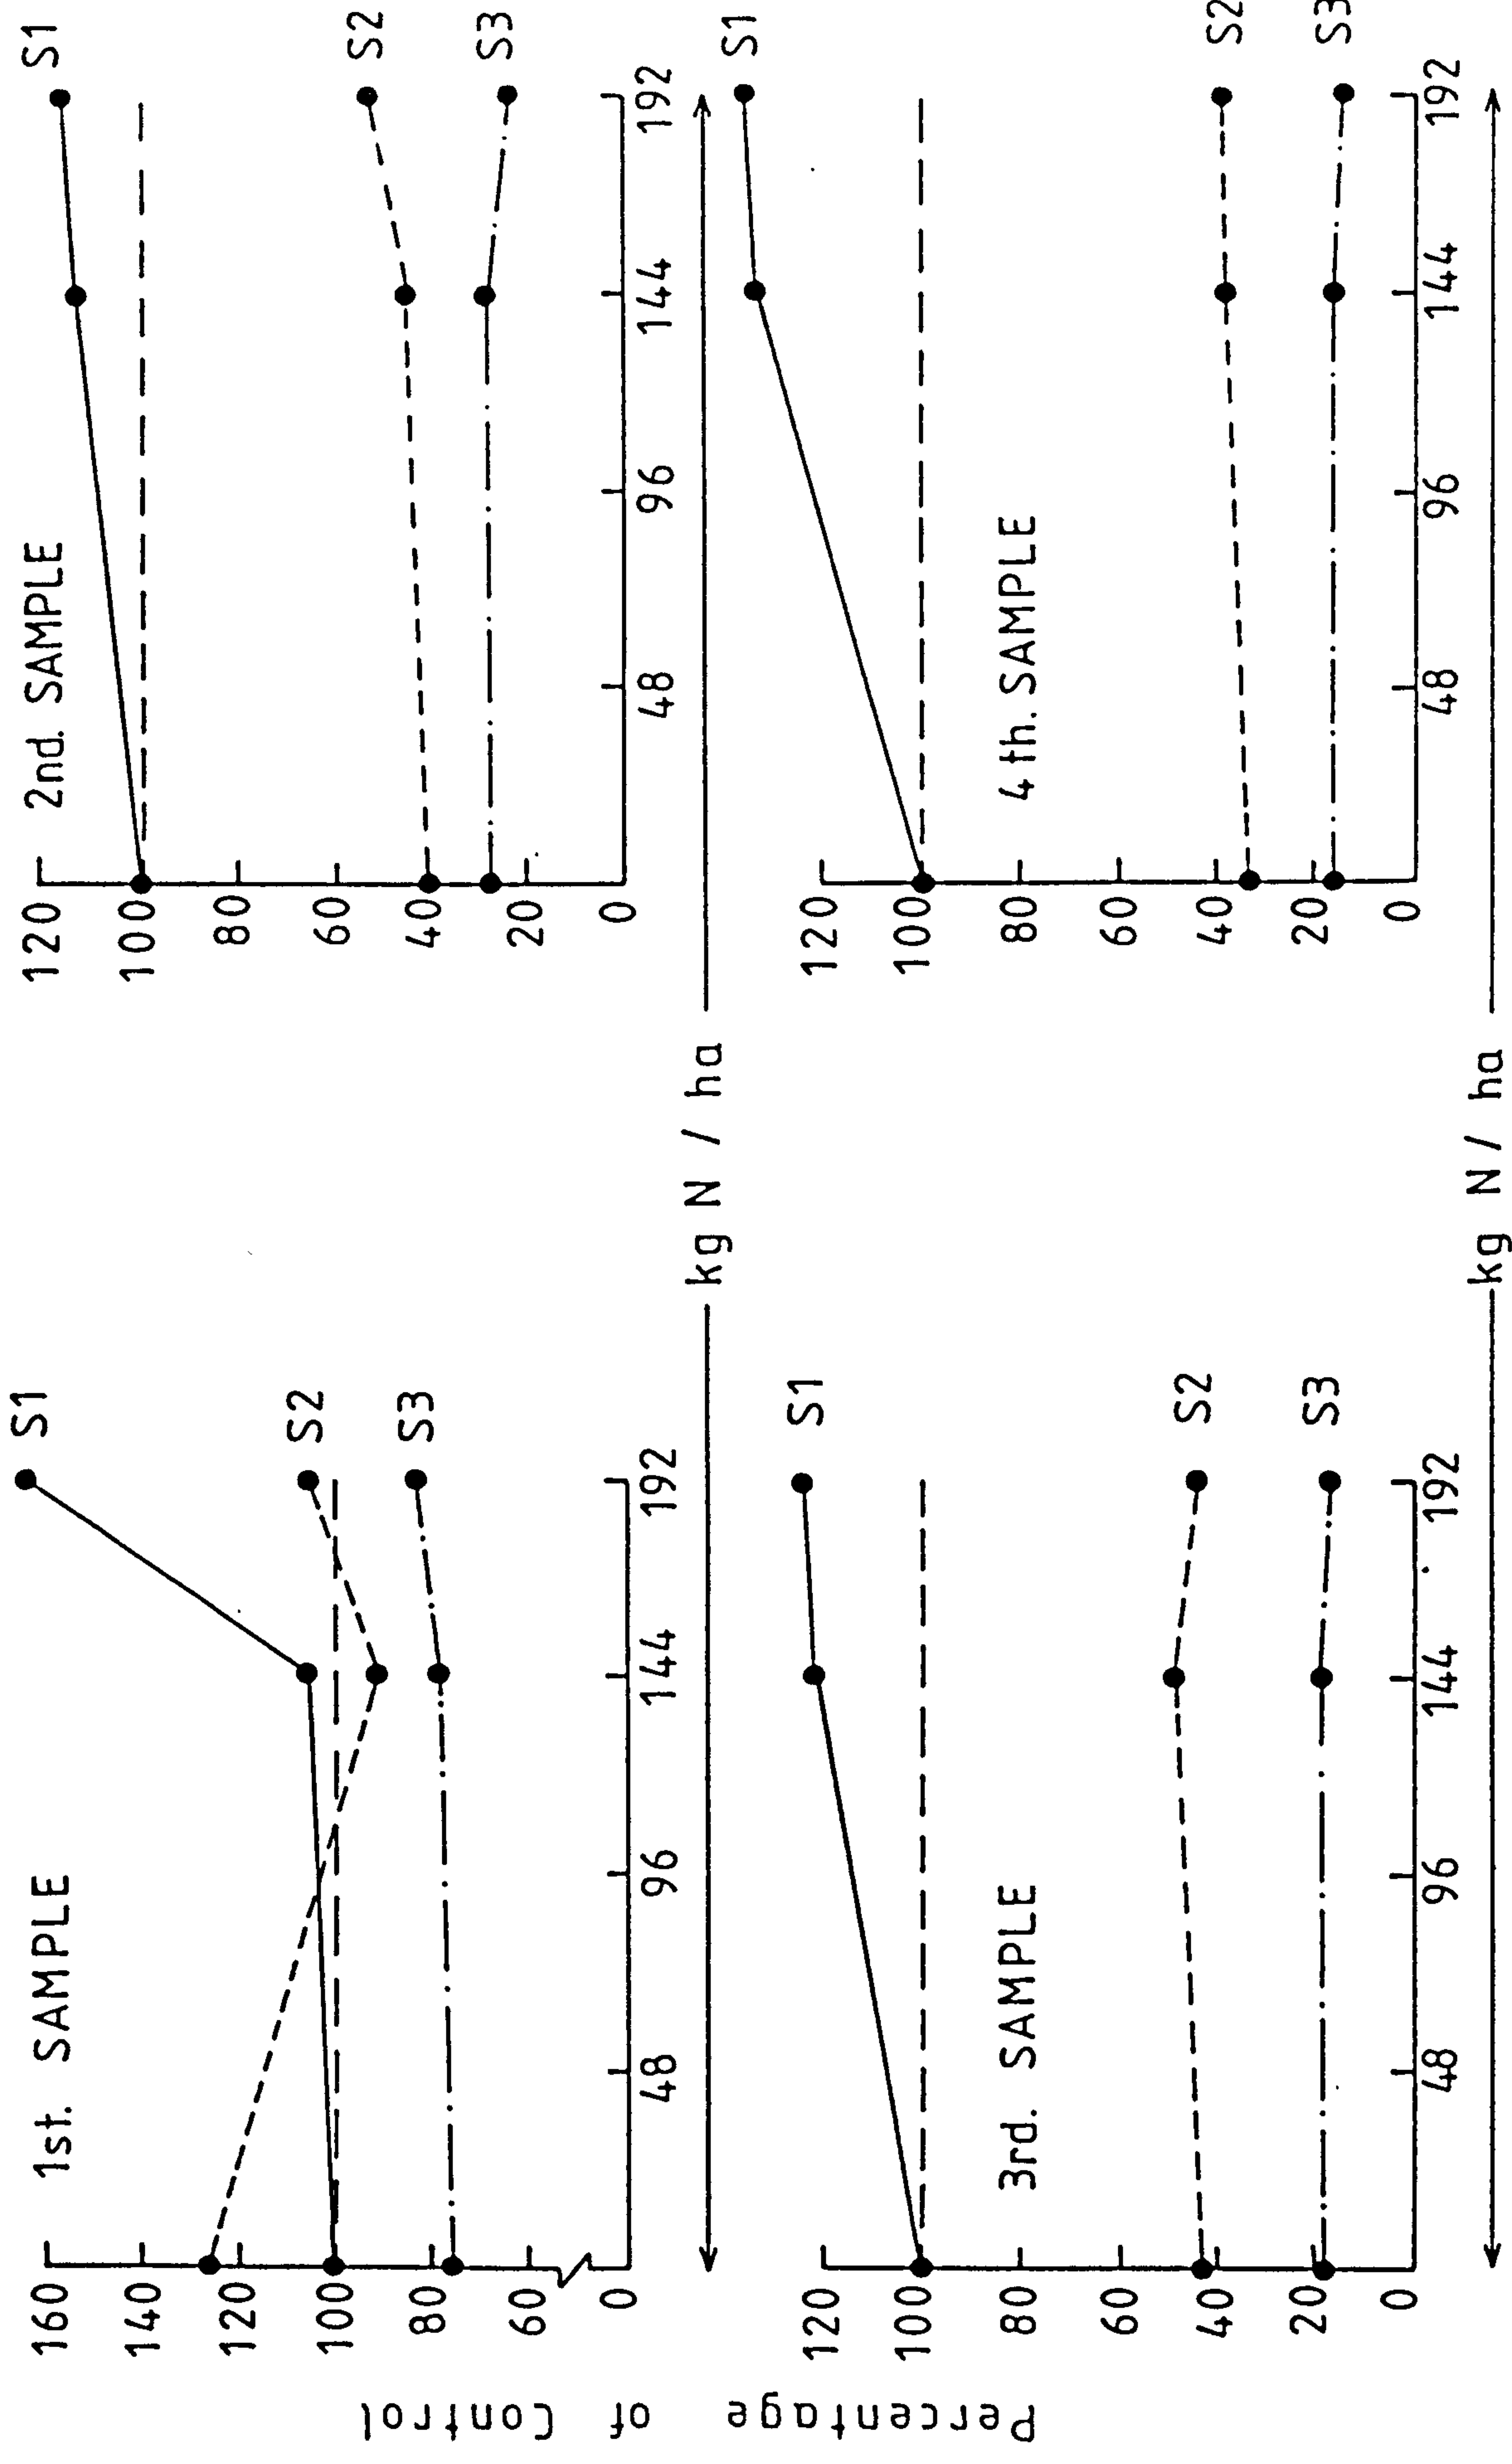 Percentage of Control
1st. SAMPLE
160
140
120
100
80
60
0
48
96
144
192
S1
S2
S3
2nd. SAMPLE
120
100
80
60
40
20
0
48
96
144
192
S1
S2
S3
kg N / ha
3rd. SAMPLE
120
100
80
60
40
20
0
48
96
144
192
S1
S2
S3
4th. SAMPLE
120
100
80
60
40
20
0
48
96
144
192
S1
S2
S3
kg N / ha